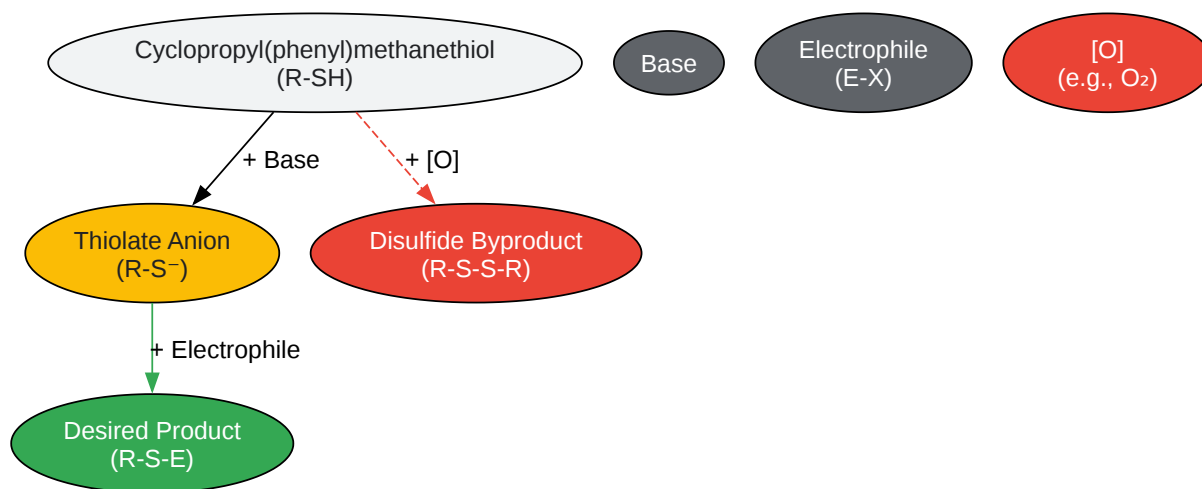 Cyclopropyl(phenyl)methanethiol
(R-SH)
Base
Electrophile
(E-X)
[O]
(e.g., O₂)
+ Base
+ [O]
Thiolate Anion
(R-S⁻)
Disulfide Byproduct
(R-S-S-R)
+ Electrophile
Desired Product
(R-S-E)